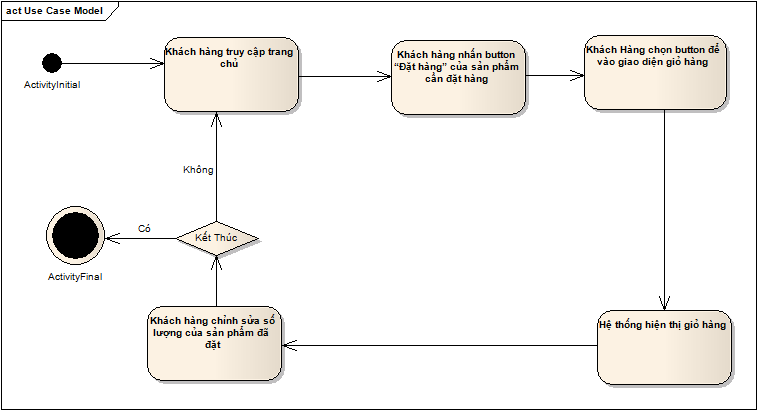 act Use Case Model
ActivityInitial
Khách hàng truy cập trang
chủ
Khách hàng nhấn button
“Đặt hàng” của sản phẩm
cần đặt hàng
Khách Hàng chọn button để
vào giao diện giỏ hàng
Không
Có
Kết Thúc
ActivityFinal
Khách hàng chỉnh sửa số
lượng của sản phẩm đã
đặt
Hệ thống hiện thị giỏ hàng